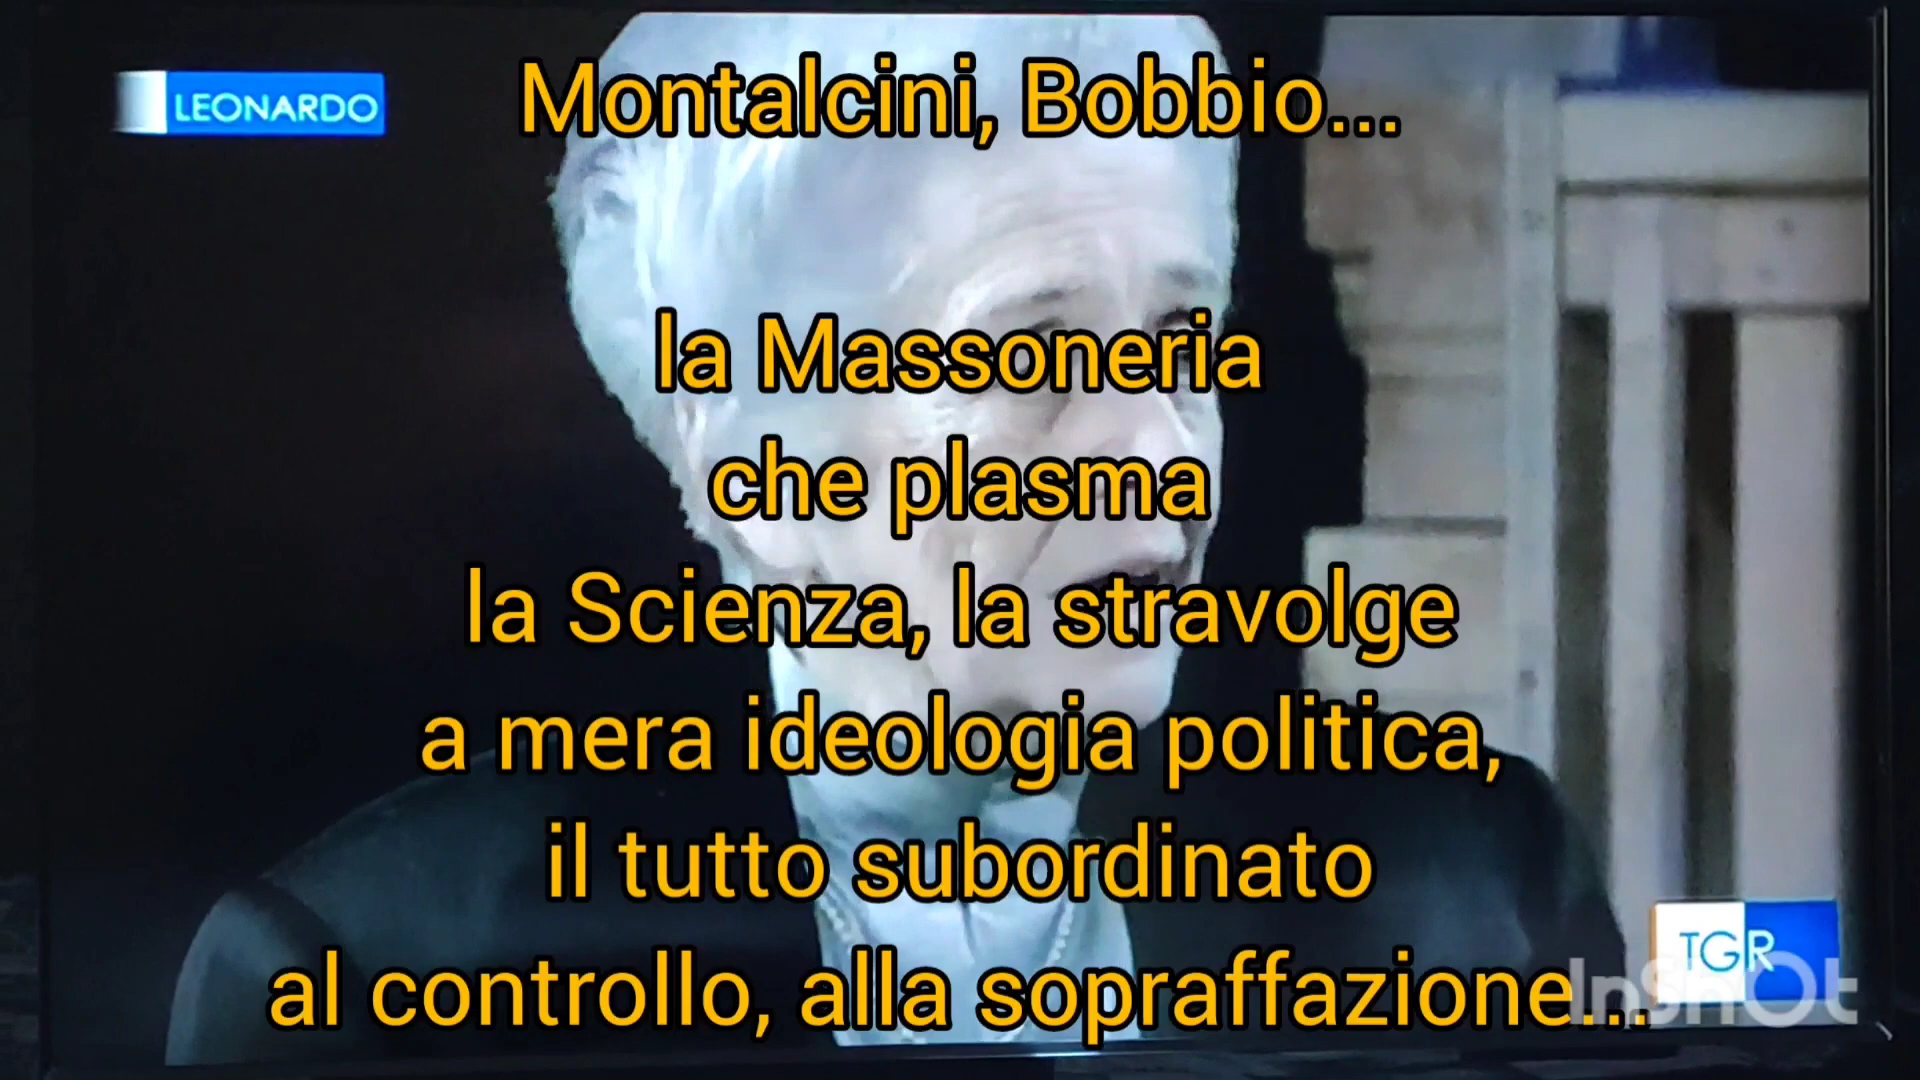 LEONARDO
Montalcini, Bobbio...
la Massoneria
che plasma
la Scienza, la stravolge
a mera ideologia politica,
il tutto subordinato
al controllo, alla sopraffazione...
TGR
InShOt